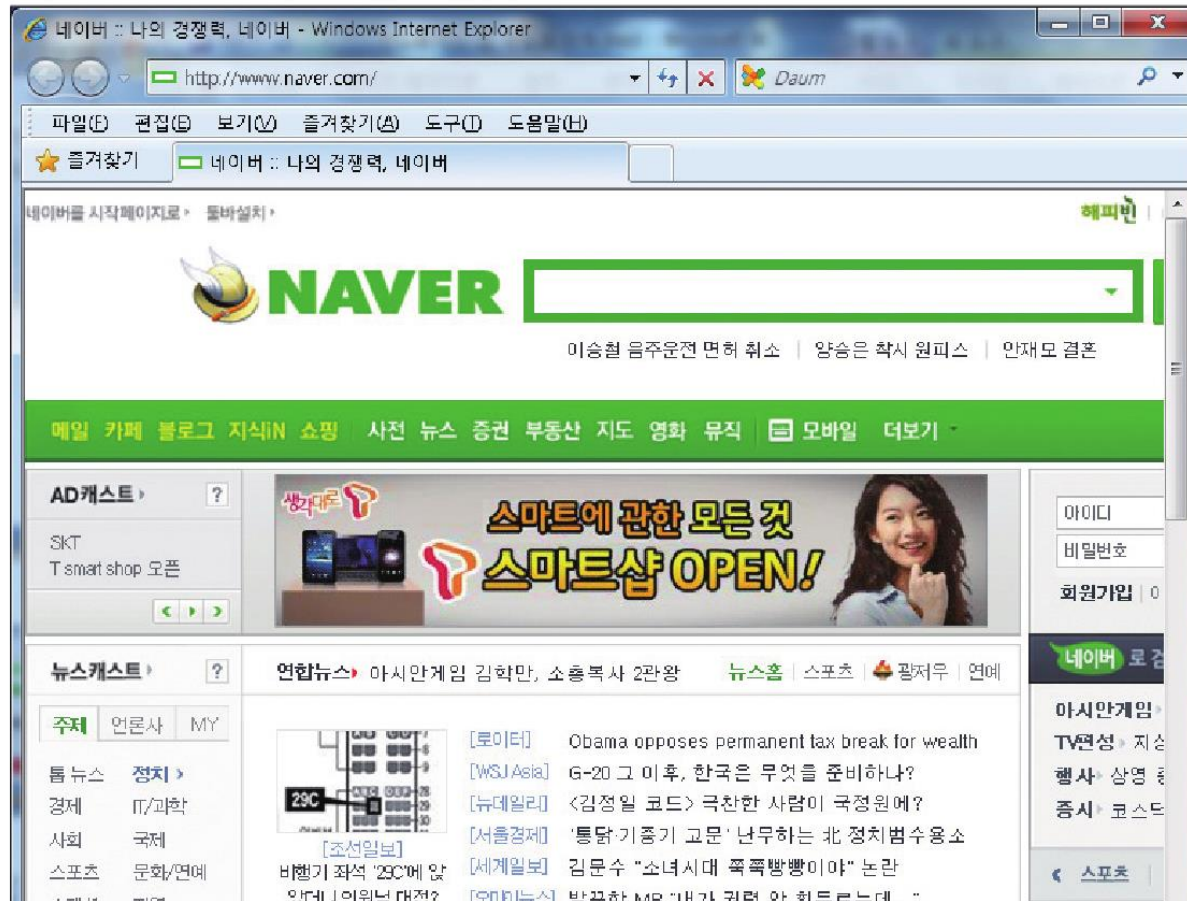 네이버 :: 나의 경쟁력, 네이버 - Windows Internet Explorer
http://www.naver.com/
Daum
파일(F) 편집(E) 보기(V) 즐겨찾기(A) 도구(T) 도움말(H)
즐겨찾기 네이버 :: 나의 경쟁력, 네이버
네이버를 시작페이지로 툴바설치
해피빈
NAVER
이승철 음주운전 면허 취소 | 양승은 착시 원피스 | 안재모 결혼
메일 카페 블로그 지식iN 쇼핑 사전 뉴스 증권 부동산 지도 영화 뮤직 모바일 더보기
AD캐스트 ?
SKT
T smart shop 오픈
생각대로 T
스마트에 관한 모든 것
T 스마트샵 OPEN!
아이디
비밀번호
회원가입
뉴스캐스트 ?
연합뉴스 아시안게임 김학만, 소총복사 2관왕
뉴스홈 | 스포츠 | 광저우 | 연예
네이버로
주제 언론사 MY
톱뉴스 정치
경제 IT/과학
사회 국제
스포츠 문화/연예
29C
[조선일보]
비행기 좌석 '29C'에 앉
[로이터] Obama opposes permanent tax break for wealth
[WSJ Asia] G-20 그 이후, 한국은 무엇을 준비하나?
[뉴데일리] <김정일 코드> 극찬한 사람이 국정원에?
[서울경제] '통닭·기중기 고문' 난무하는 北 정치범수용소
[세계일보] 김문수 "소녀시대 쭉쭉빵빵이야" 논란
[오마이뉴스]
아시안게임
TV편성
행사 상영
증시 코스닥
스포츠